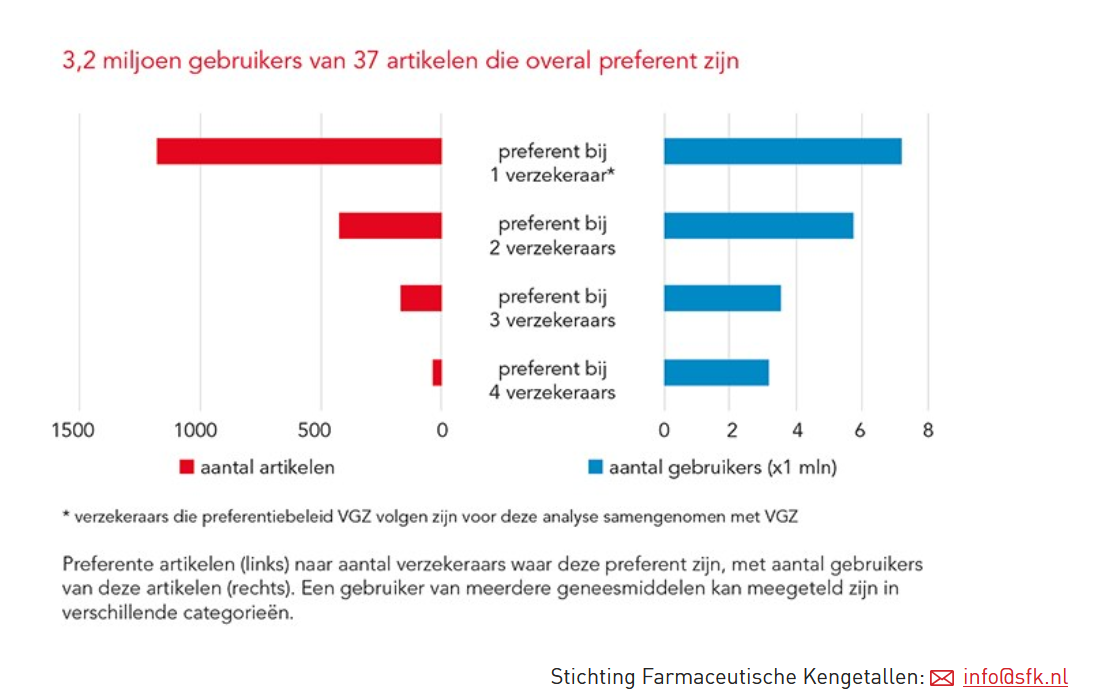 3,2 miljoen gebruikers van 37 artikelen die overal preferent zijn
preferent bij
1 verzekeraar*
preferent bij
2 verzekeraars
preferent bij
3 verzekeraars
preferent bij
4 verzekeraars
1500 1000 500 0 0 2 4 6 8
aantal artikelen aantal gebruikers (x1 mln)
* verzekeraars die preferentiebeleid VGZ volgen zijn voor deze analyse samengenomen met VGZ
Preferente artikelen (links) naar aantal verzekeraars waar deze preferent zijn, met aantal gebruikers
van deze artikelen (rechts). Een gebruiker van meerdere geneesmiddelen kan meegeteld zijn in
verschillende categorieën.
Stichting Farmaceutische Kengetallen: info@sfk.nl